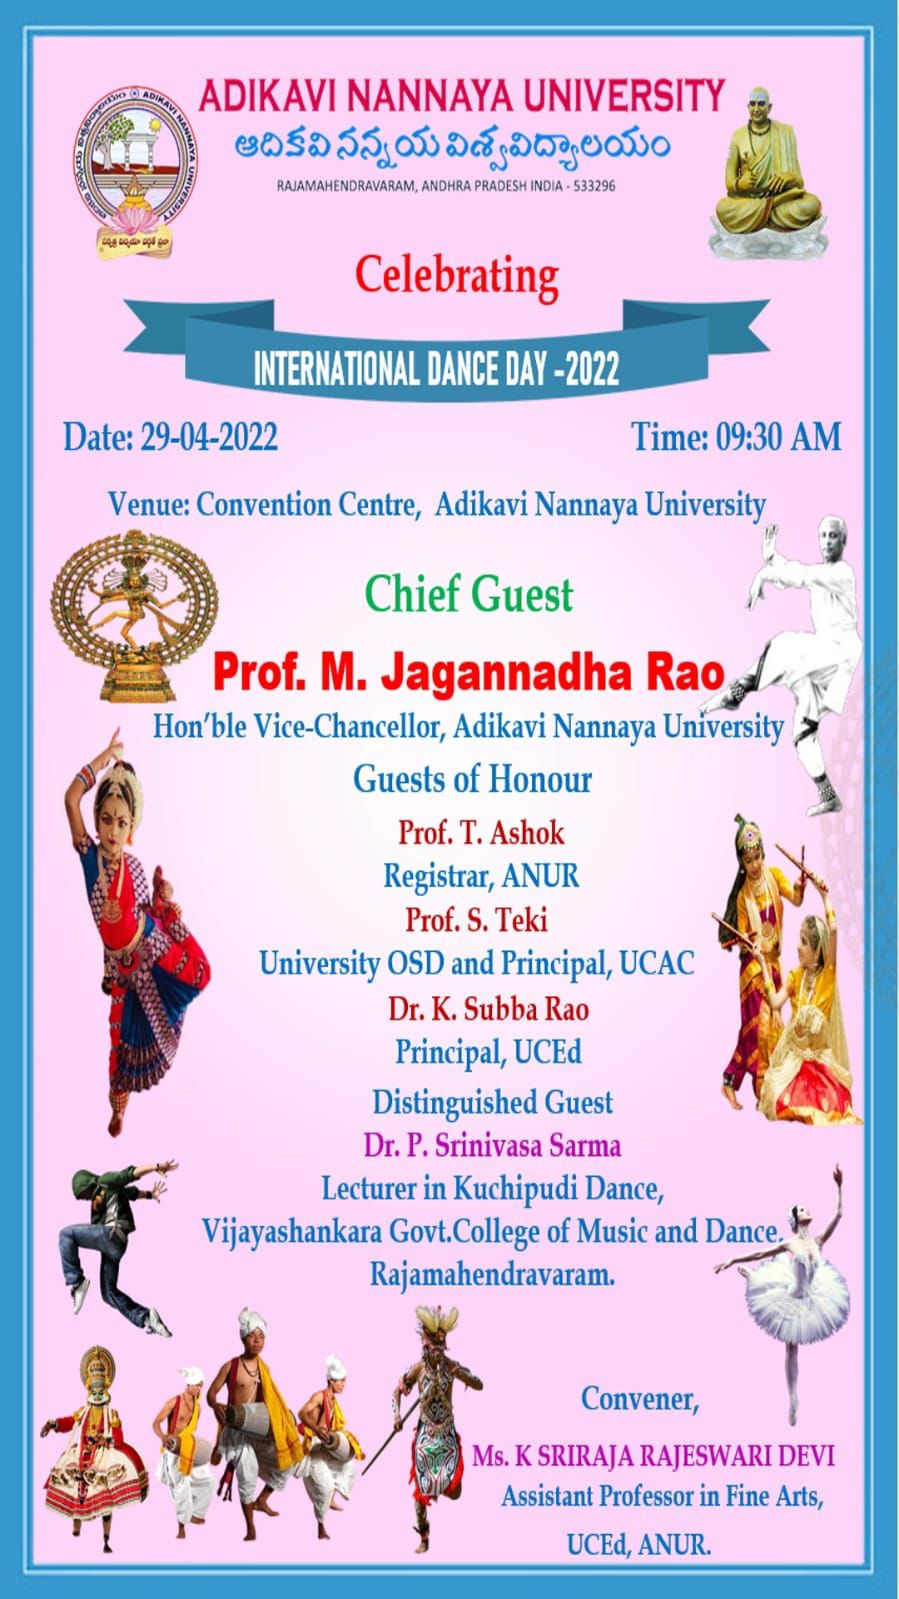 ADIKAVI NANNAYA UNIVERSITY
ఆదికవి నన్నయ విశ్వవిద్యాలయం
RAJAMAHENDRAVARAM, ANDHRA PRADESH INDIA - 533296
ADIKAVI NANNAYA UNIVERSITY
Celebrating
INTERNATIONAL DANCE DAY -2022
Date: 29-04-2022 Time: 09:30 AM
Venue: Convention Centre, Adikavi Nannaya University
Chief Guest
Prof. M. Jagannadha Rao
Hon’ble Vice-Chancellor, Adikavi Nannaya University
Guests of Honour
Prof. T. Ashok
Registrar, ANUR
Prof. S. Teki
University OSD and Principal, UCAC
Dr. K. Subba Rao
Principal, UCEd
Distinguished Guest
Dr. P. Srinivasa Sarma
Lecturer in Kuchipudi Dance,
Vijayashankara Govt.College of Music and Dance.
Rajamahendravaram.
Convener,
Ms. K SRIRAJA RAJESWARI DEVI
Assistant Professor in Fine Arts,
UCEd, ANUR.